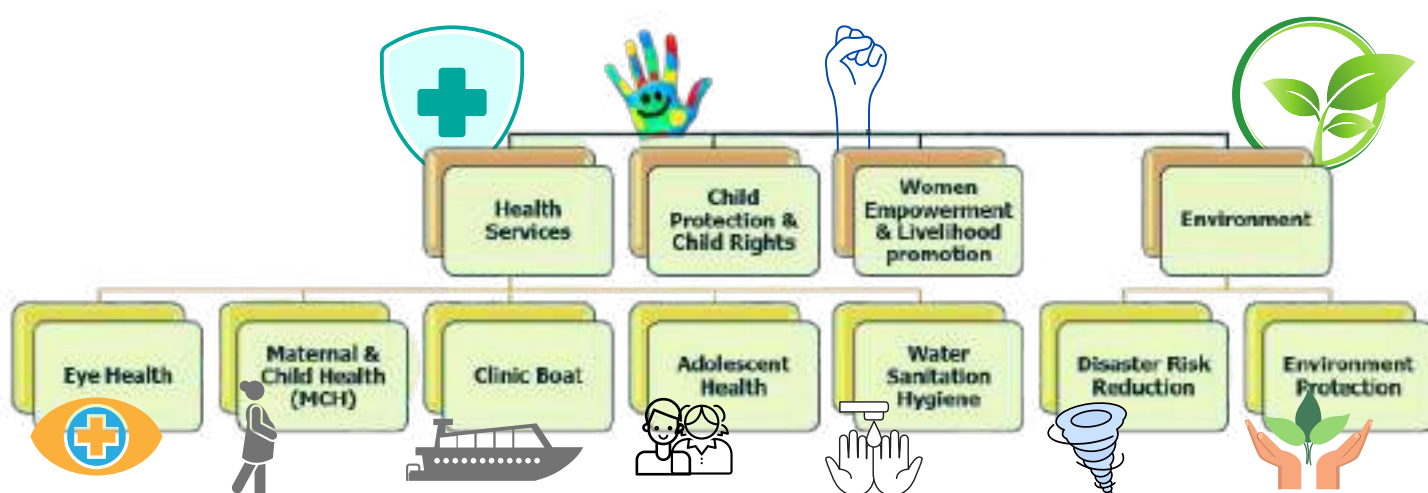 Health
Services
Child
Protection &
Child Rights
Women
Empowerment
& Livelihood
promotion
Environment
Eye Health
Maternal &
Child Health
(MCH)
Clinic Boat
Adolescent
Health
Water
Sanitation
Hygiene
Disaster Risk
Reduction
Environment
Protection